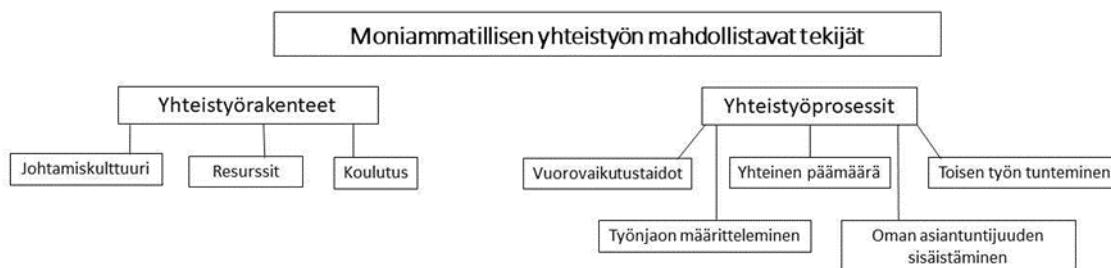 Moniammatillisen yhteistyön mahdollistavat tekijät
Yhteistyörakenteet
Yhteistyöprosessit
Johtamiskulttuuri
Resurssit
Koulutus
Vuorovaikutustaidot
Yhteinen päämäärä
Toisen työn tunteminen
Työnjaon määritteleminen
Oman asiantuntijuuden
sisäistäminen